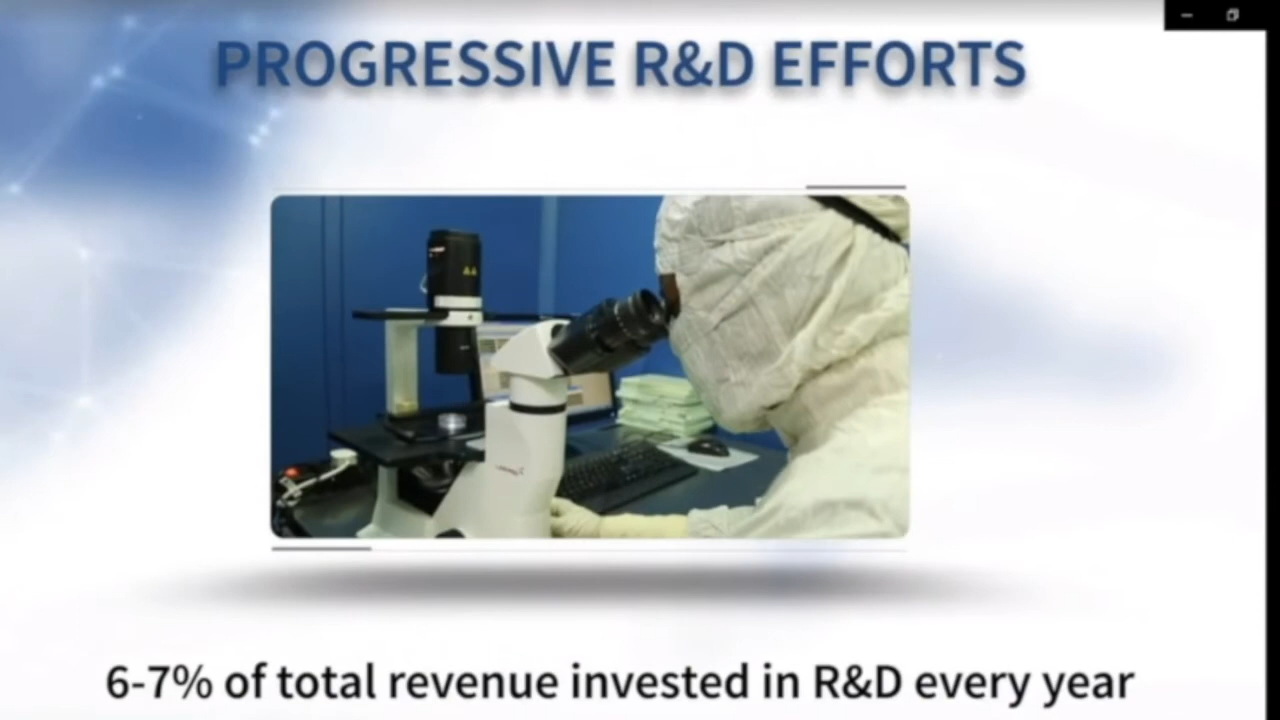 PROGRESSIVE R&D EFFORTS
6-7% of total revenue invested in R&D every year